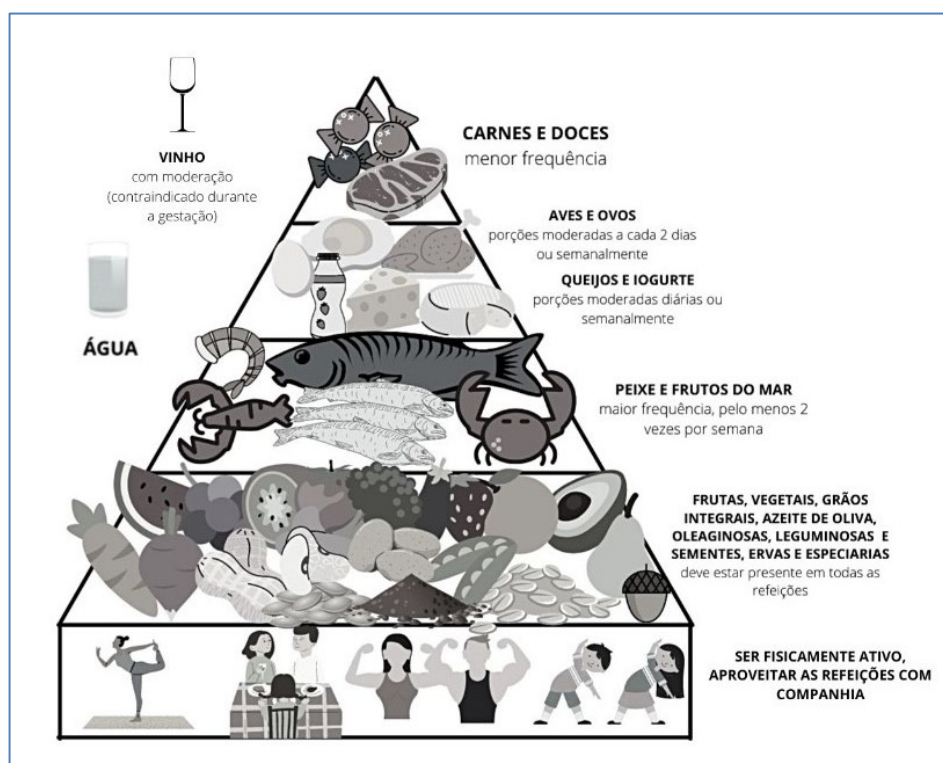 VINHO
com moderação
(contraindicado durante
a gestação)
ÁGUA
CARNES E DOCES
menor frequência
AVES E OVOS
porções moderadas a cada 2 dias
ou semanalmente
QUEIJOS E IOGURTE
porções moderadas diárias ou
semanalmente
PEIXE E FRUTOS DO MAR
maior frequência, pelo menos 2
vezes por semana
FRUTAS, VEGETAIS, GRÃOS
INTEGRAIS, AZEITE DE OLIVA,
OLEAGINOSAS, LEGUMINOSAS E
SEMENTES, ERVAS E ESPECIARIAS
deve estar presente em todas as
refeições
SER FISICAMENTE ATIVO,
APROVEITAR AS REFEIÇÕES COM
COMPANHIA